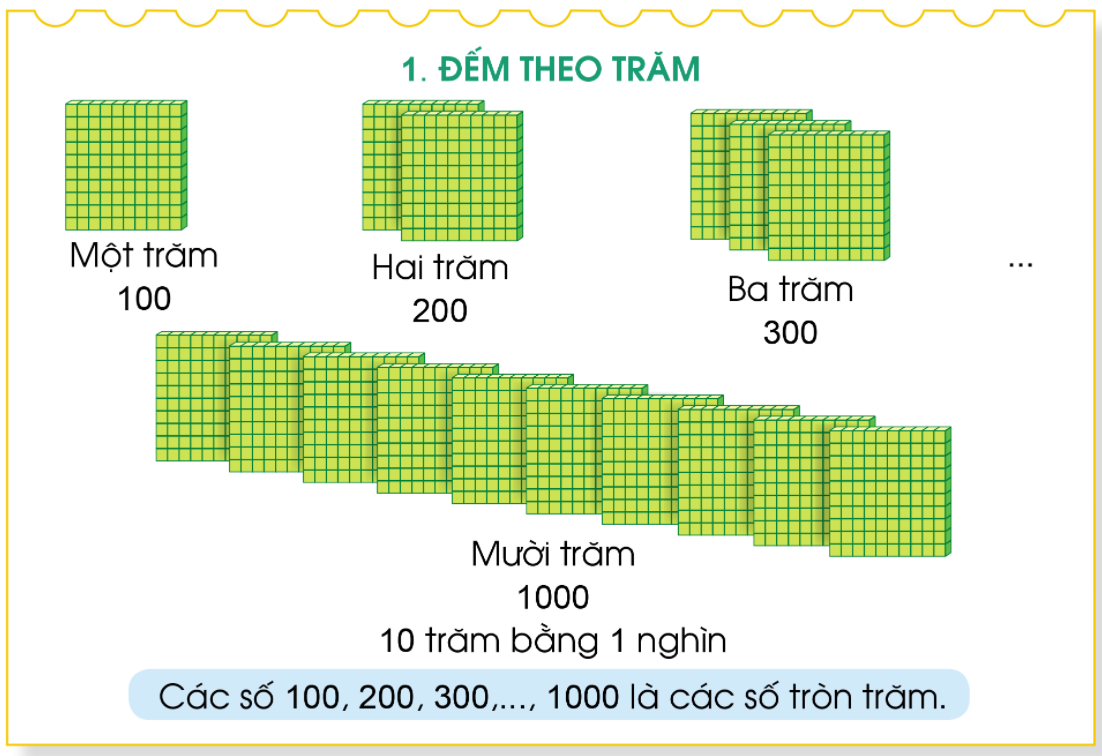 1. ĐẾM THEO TRĂM
Một trăm
100
Hai trăm
200
Ba trăm
300
...
Mười trăm
1000
10 trăm bằng 1 nghìn
Các số 100, 200, 300,..., 1000 là các số tròn trăm.